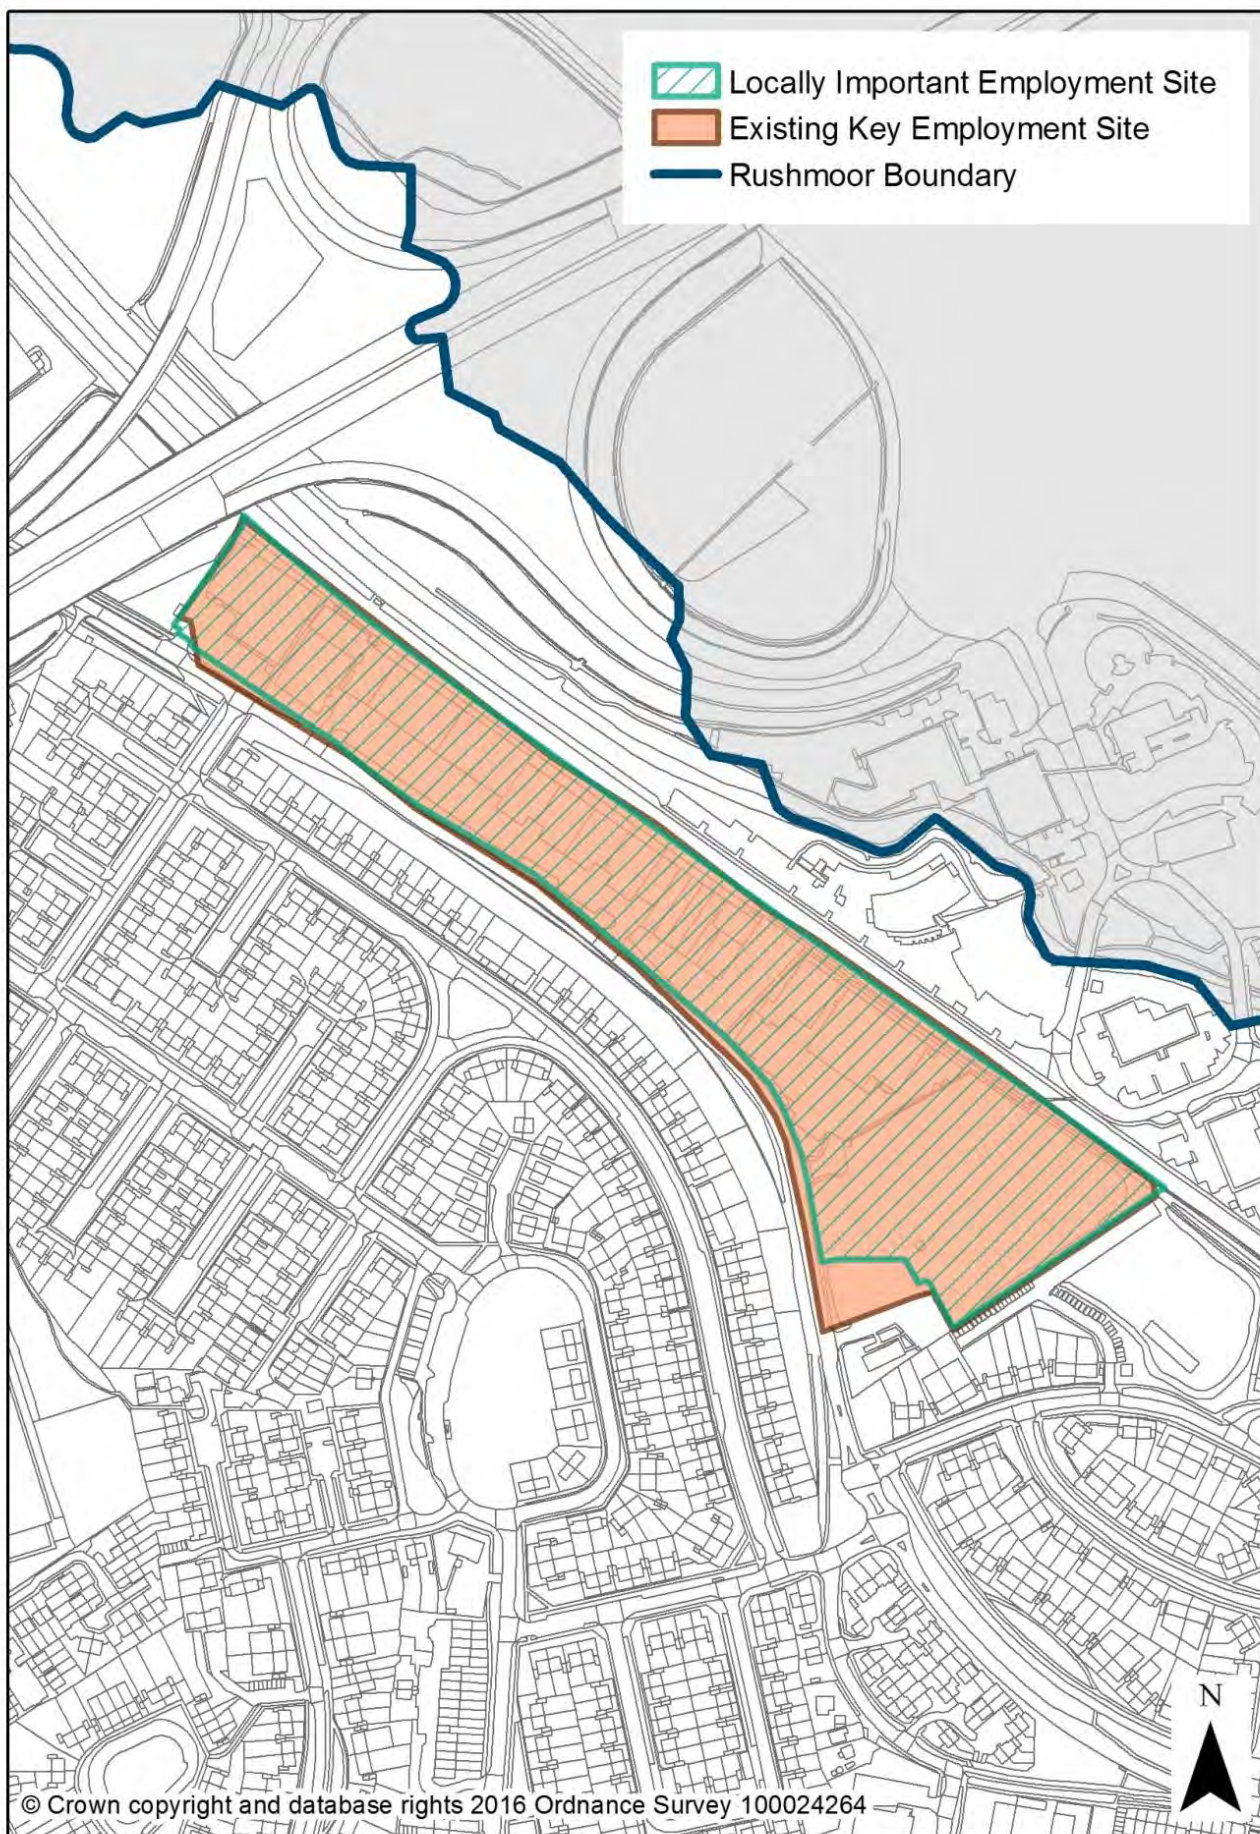 Locally Important Employment Site
Existing Key Employment Site
Rushmoor Boundary
N
© Crown copyright and database rights 2016 Ordnance Survey 100024264